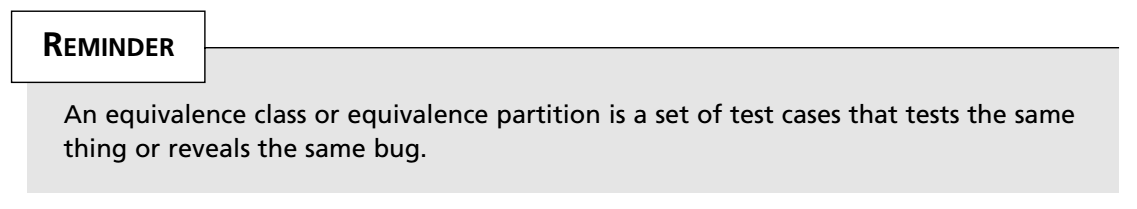 REMINDER
An equivalence class or equivalence partition is a set of test cases that tests the same
thing or reveals the same bug.